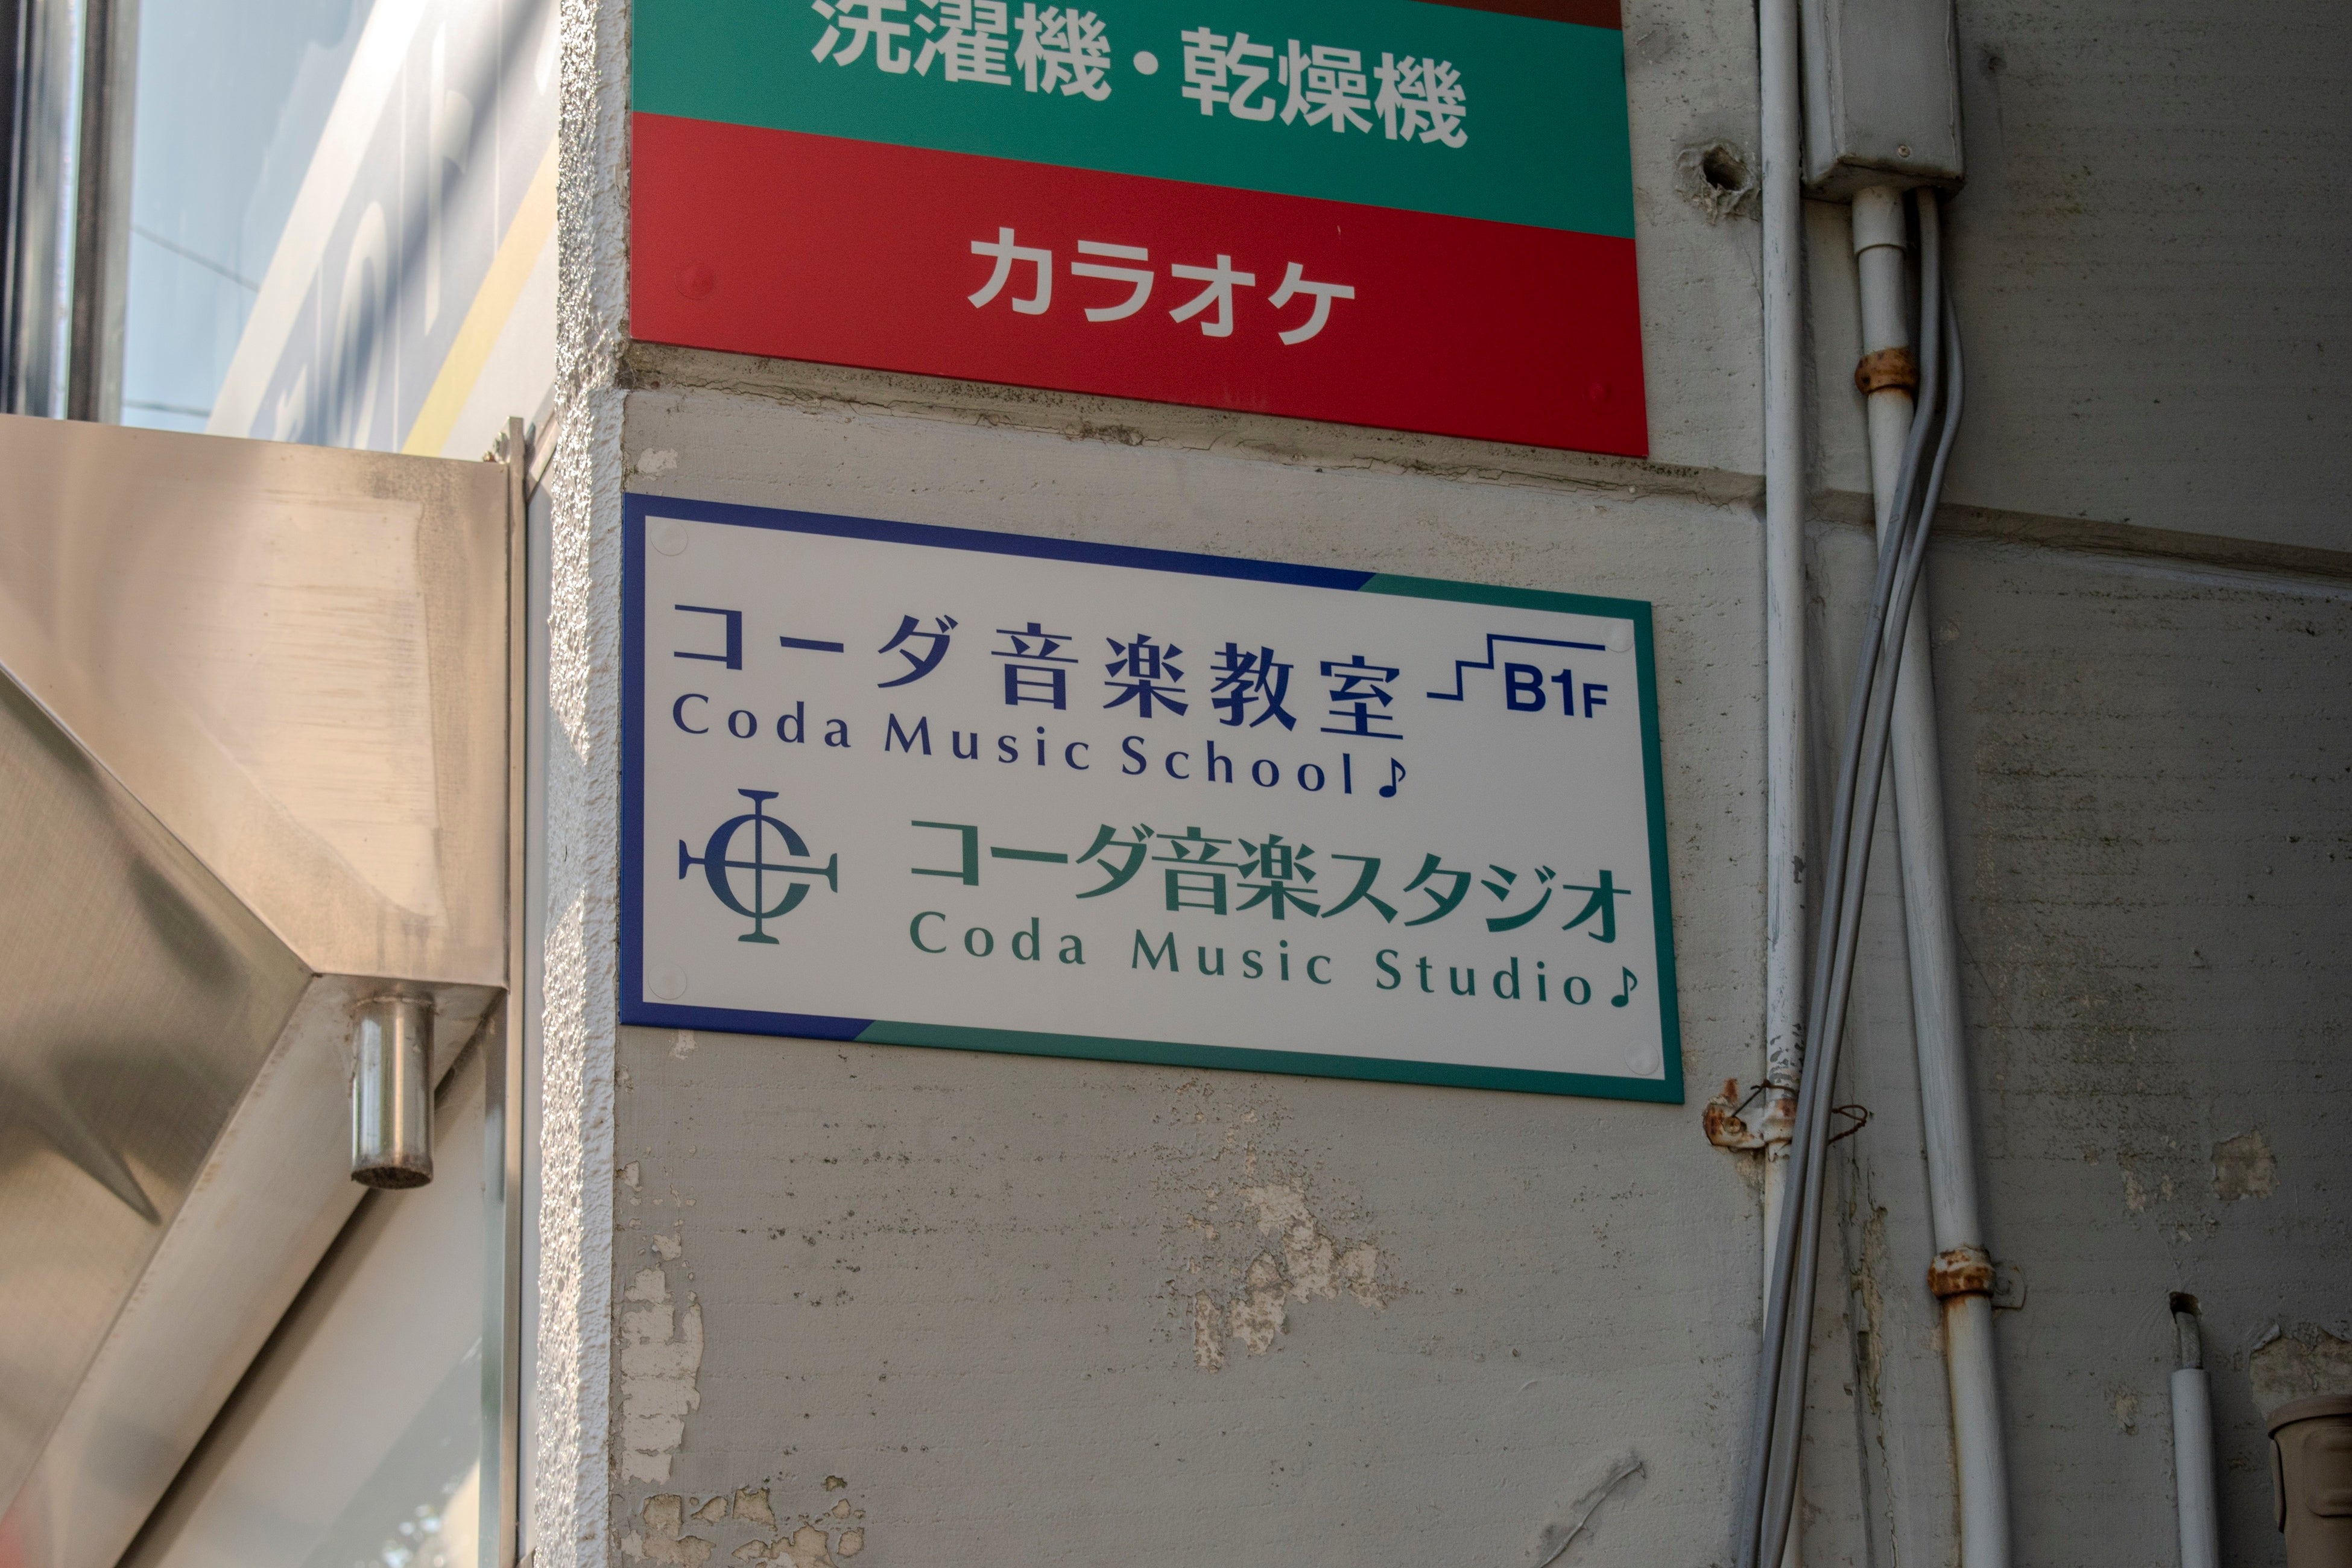 洗濯機・乾燥機
カラオケ
コーダ音楽教室 B1F
Coda Music School♪
コーダ音楽スタジオ
Coda Music Studio♪